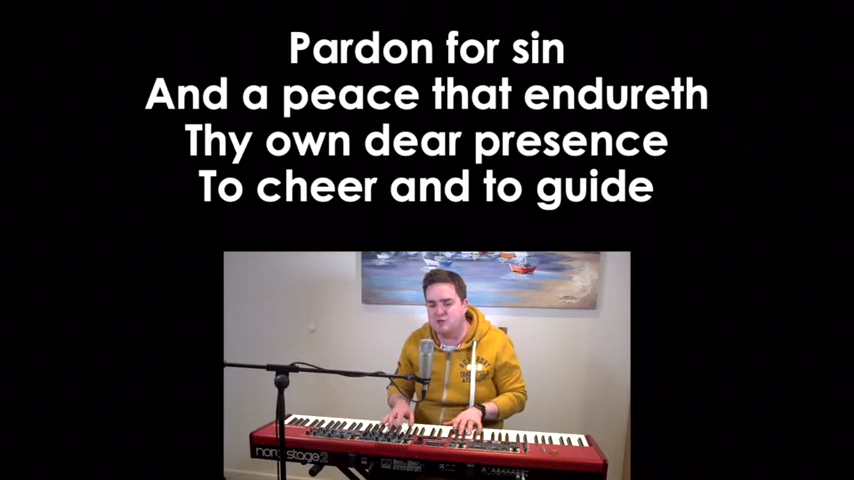 Pardon for sin
And a peace that endureth
Thy own dear presence
To cheer and to guide
nord stage 2